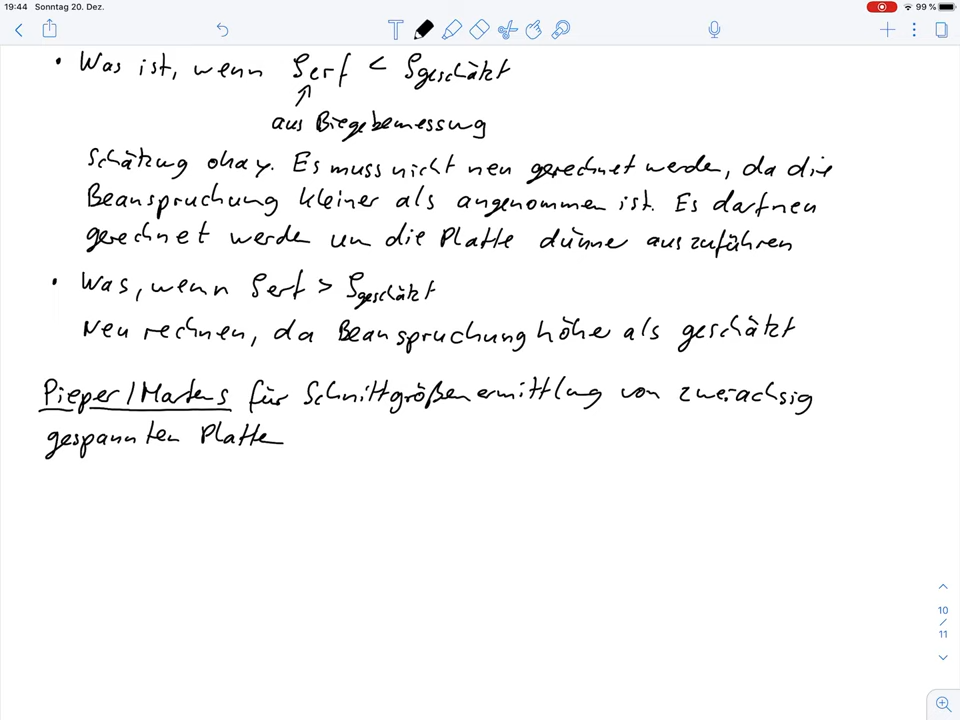 19:44 Sonntag 20. Dez. 99 %
• Was ist, wenn ρerf < ρgeschätzt
aus Biegebemessung
Schätzung okay. Es muss nicht neu gerechnet werden, da die
Beanspruchung kleiner als angenommen ist. Es darf neu
gerechnet werden um die Platte dünner auszuführen
• Was, wenn ρerf > ρgeschätzt
Neu rechnen, da Beanspruchung höher als geschätzt
Pieper/Martens für Schnittgrößenermittlung von zweiachsig
gespannten Platten
10
/
11